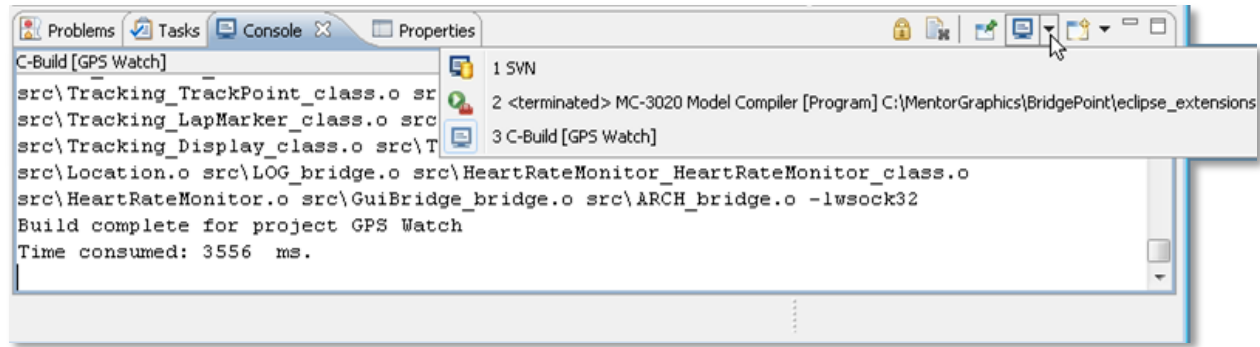 Problems Tasks Console Properties
C-Build [GPS Watch]
1 SVN
2 <terminated> MC-3020 Model Compiler [Program] C:\MentorGraphics\BridgePoint\eclipse_extensions
3 C-Build [GPS Watch]
src\Tracking_TrackPoint_class.o sr
src\Tracking_LapMarker_class.o src
src\Tracking_Display_class.o src\T
src\Location.o src\LOG_bridge.o src\HeartRateMonitor_HeartRateMonitor_class.o
src\HeartRateMonitor.o src\GuiBridge_bridge.o src\ARCH_bridge.o -lwsock32
Build complete for project GPS Watch
Time consumed: 3556  ms.